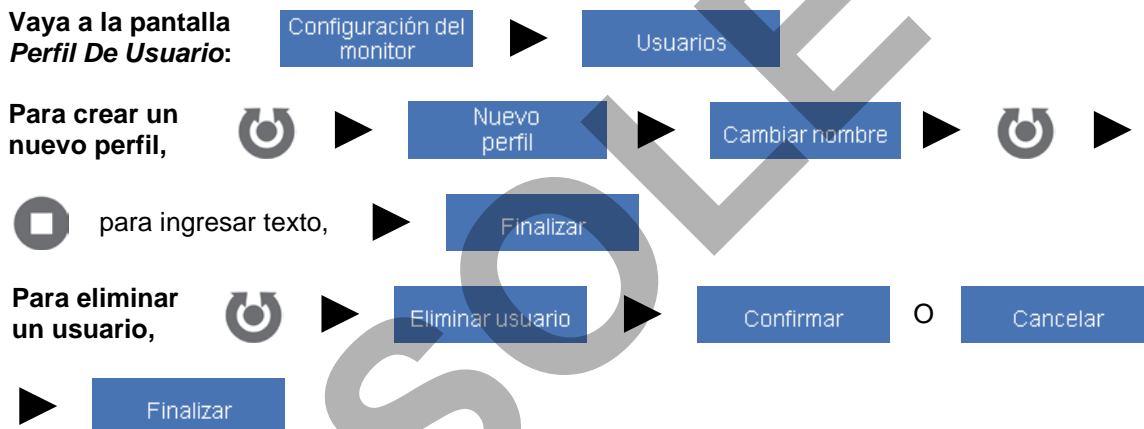 Vaya a la pantalla
Perfil De Usuario:
Configuración del
monitor
Usuarios
Para crear un
nuevo perfil,
Nuevo
perfil
Cambiar nombre
para ingresar texto,
Finalizar
Para eliminar
un usuario,
Eliminar usuario
Confirmar
O
Cancelar
Finalizar
SOLE